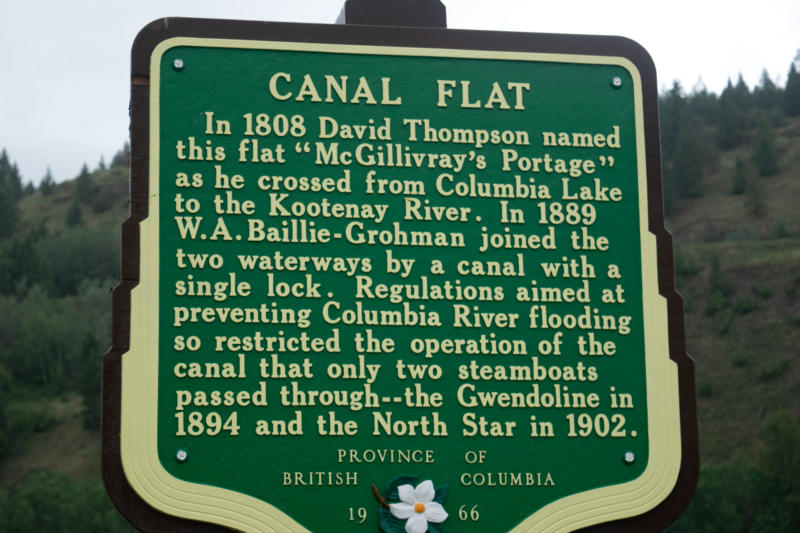 CANAL FLAT
In 1808 David Thompson named
this flat "McGillivray's Portage"
as he crossed from Columbia Lake
to the Kootenay River. In 1889
W.A. Baillie-Grohman joined the
two waterways by a canal with a
single lock. Regulations aimed at
preventing Columbia River flooding
so restricted the operation of the
canal that only two steamboats
passed through--the Gwendoline in
1894 and the North Star in 1902.
PROVINCE OF
BRITISH COLUMBIA
19 66